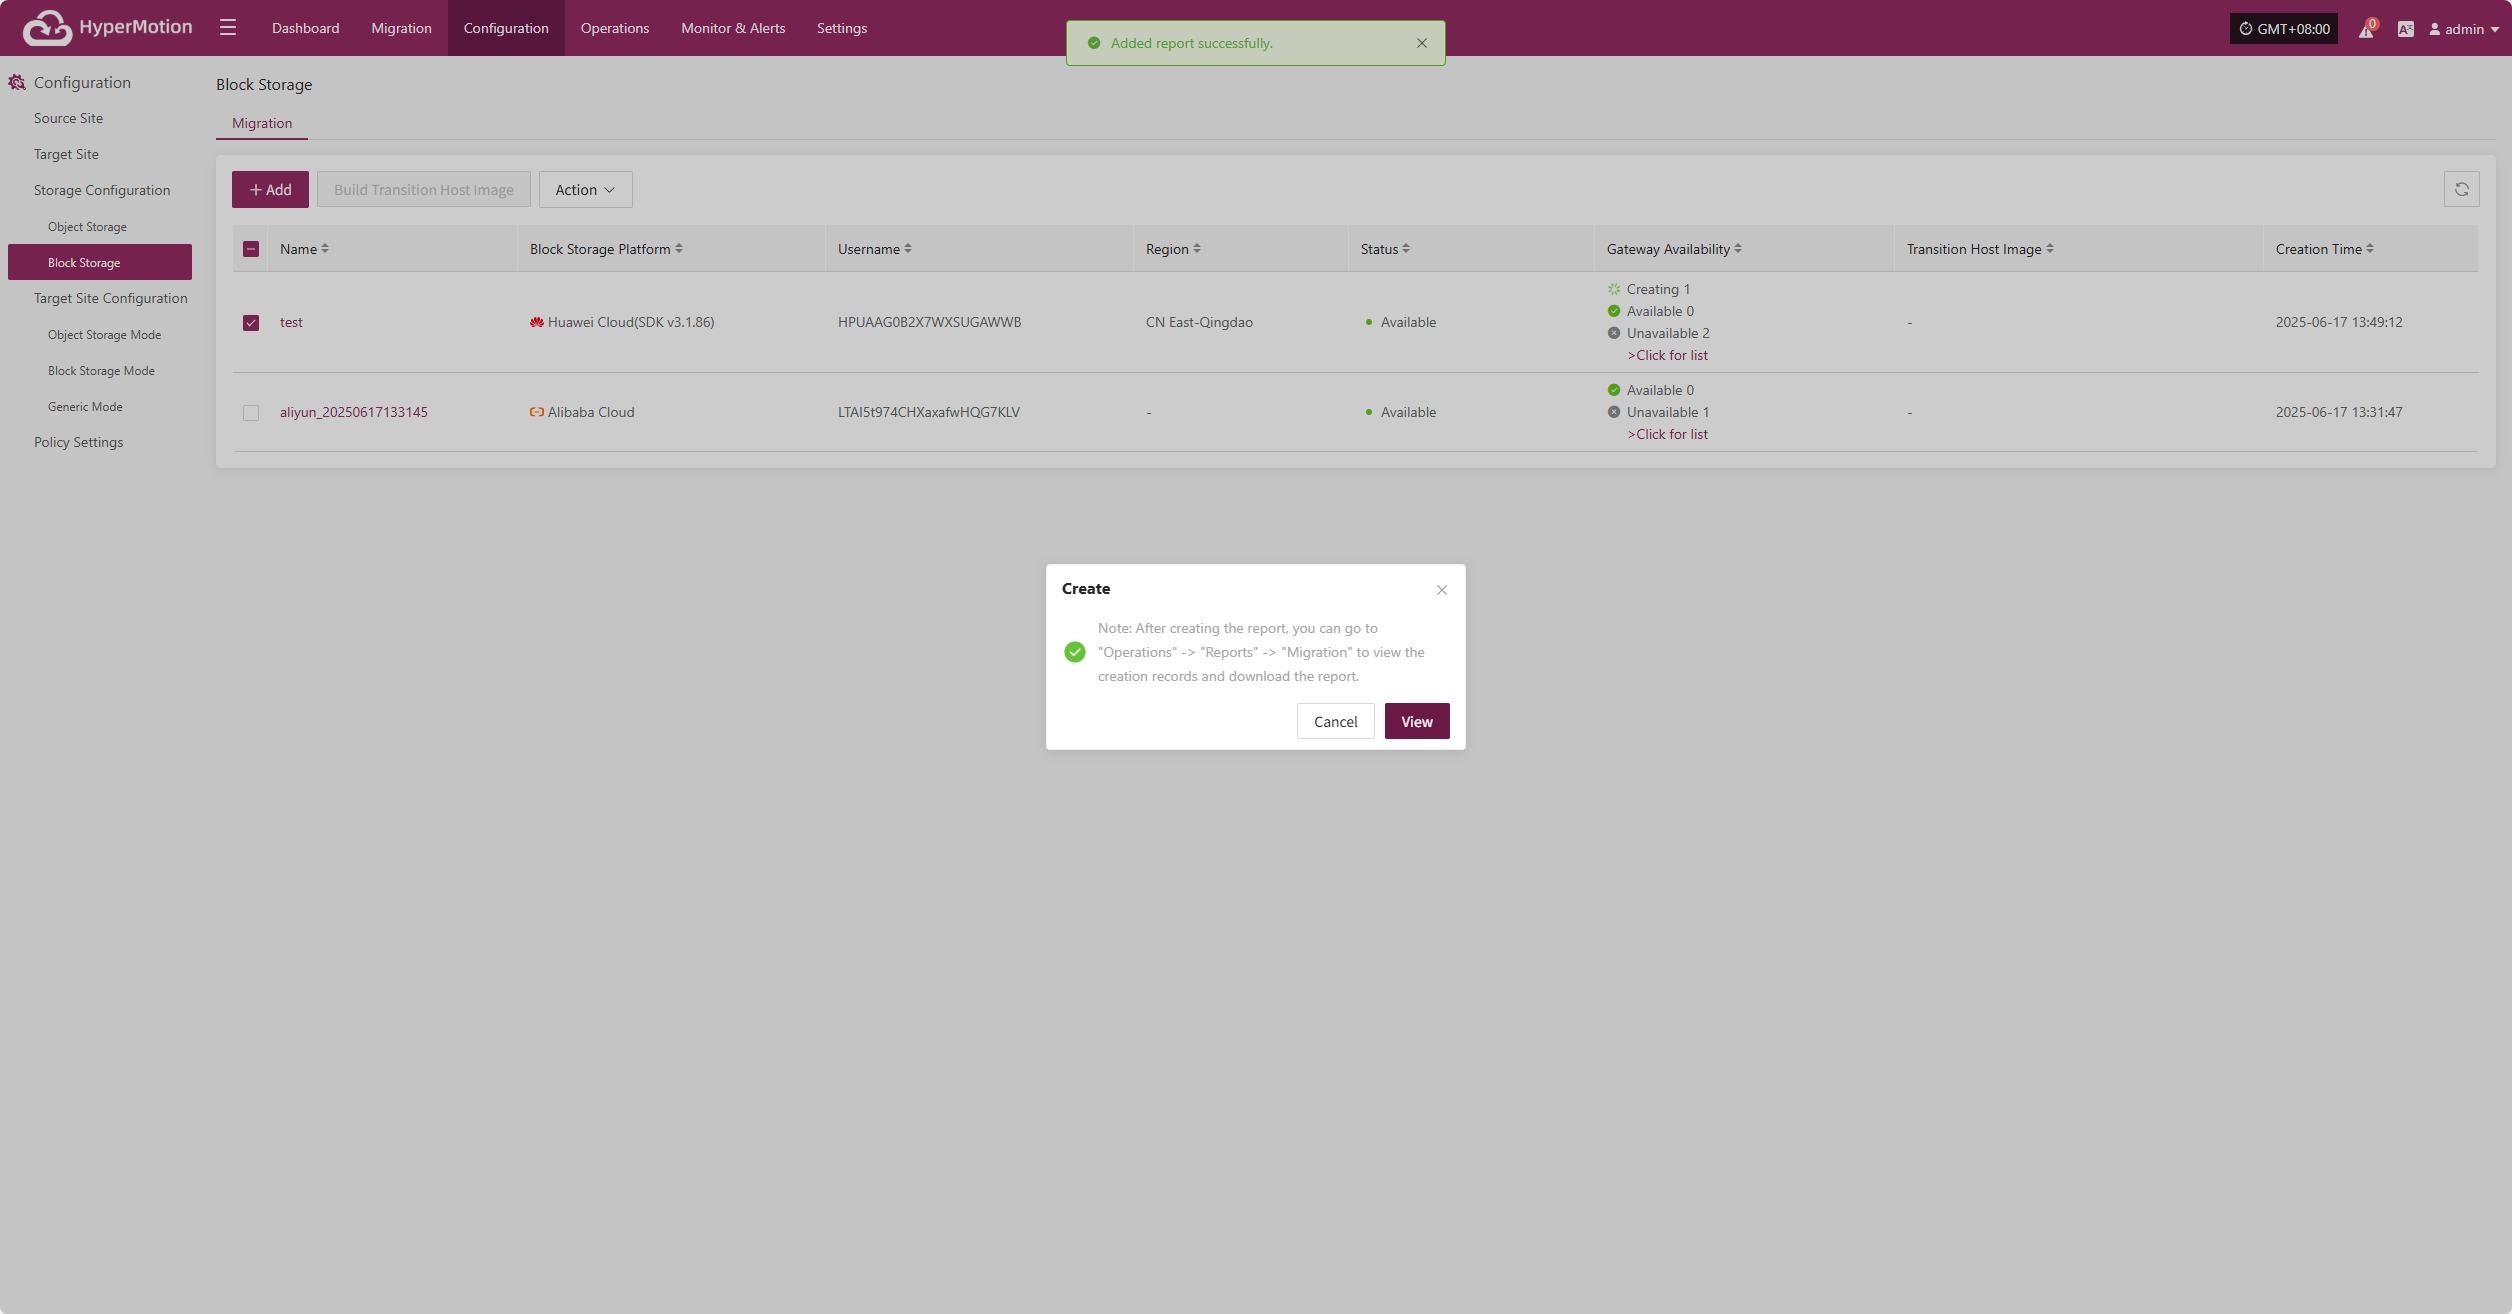 HyperMotion
Dashboard
Migration
Configuration
Operations
Monitor & Alerts
Settings
Added report successfully.
GMT+08:00
0
admin
Configuration
Source Site
Target Site
Storage Configuration
Object Storage
Block Storage
Target Site Configuration
Object Storage Mode
Block Storage Mode
Generic Mode
Policy Settings
Block Storage
Migration
+ Add
Build Transition Host Image
Action
Name
Block Storage Platform
Username
Region
Status
Gateway Availability
Transition Host Image
Creation Time
test
Huawei Cloud(SDK v3.1.86)
HPUAAG0B2X7WXSUGAWWB
CN East-Qingdao
Available
Creating 1
Available 0
Unavailable 2
>Click for list
-
2025-06-17 13:49:12
aliyun_20250617133145
Alibaba Cloud
LTAI5t974CHXaxafwHQG7KLV
-
Available
Available 0
Unavailable 1
>Click for list
-
2025-06-17 13:31:47
Create
Note: After creating the report, you can go to
"Operations" -> "Reports" -> "Migration" to view the
creation records and download the report.
Cancel
View